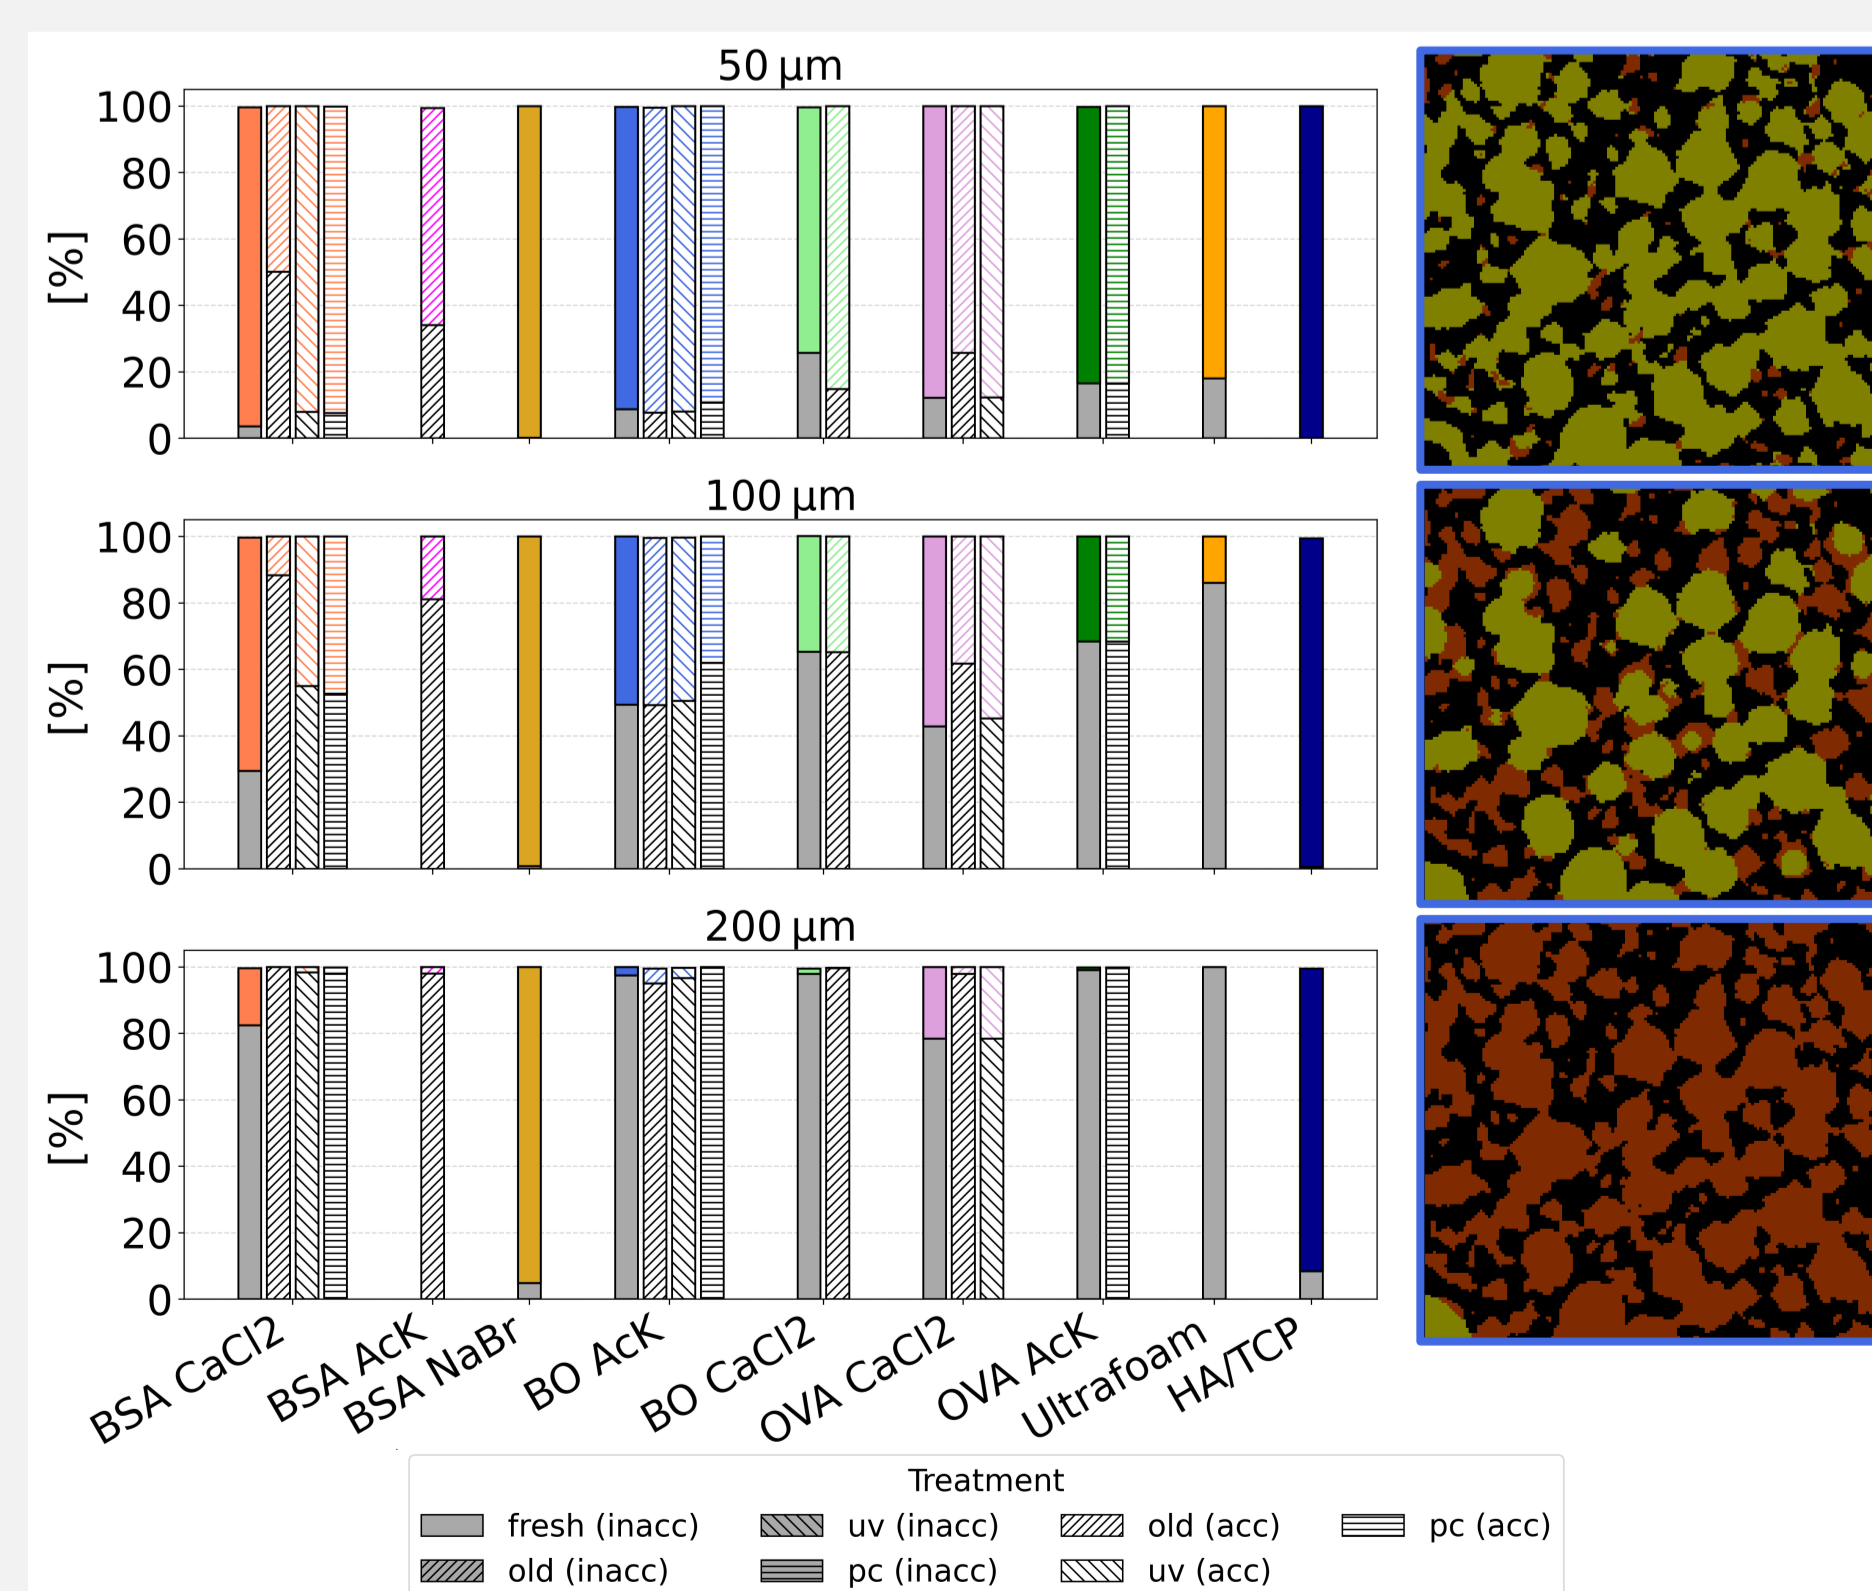 50 µm
100
80
60
40
20
0
[%]
100 µm
100
80
60
40
20
0
[%]
200 µm
100
80
60
40
20
0
[%]
BSA CaCl2
BSA AcK
BSA NaBr
BO AcK
BO CaCl2
OVA CaCl2
OVA AcK
Ultrafoam
HA/TCP
Treatment
fresh (inacc) uv (inacc) old (acc) pc (acc)
old (inacc) pc (inacc) uv (acc)